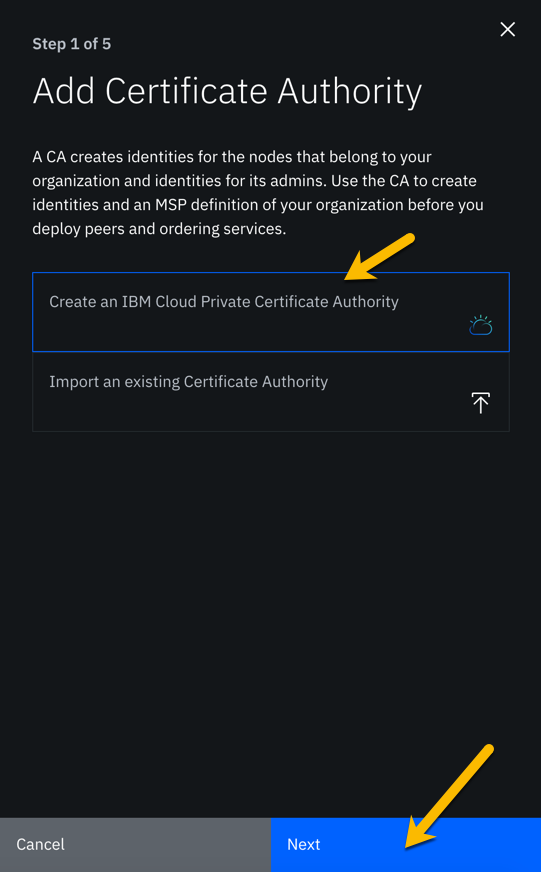 Step 1 of 5
Add Certificate Authority
A CA creates identities for the nodes that belong to your
organization and identities for its admins. Use the CA to create
identities and an MSP definition of your organization before you
deploy peers and ordering services.
Create an IBM Cloud Private Certificate Authority
Import an existing Certificate Authority
Cancel
Next